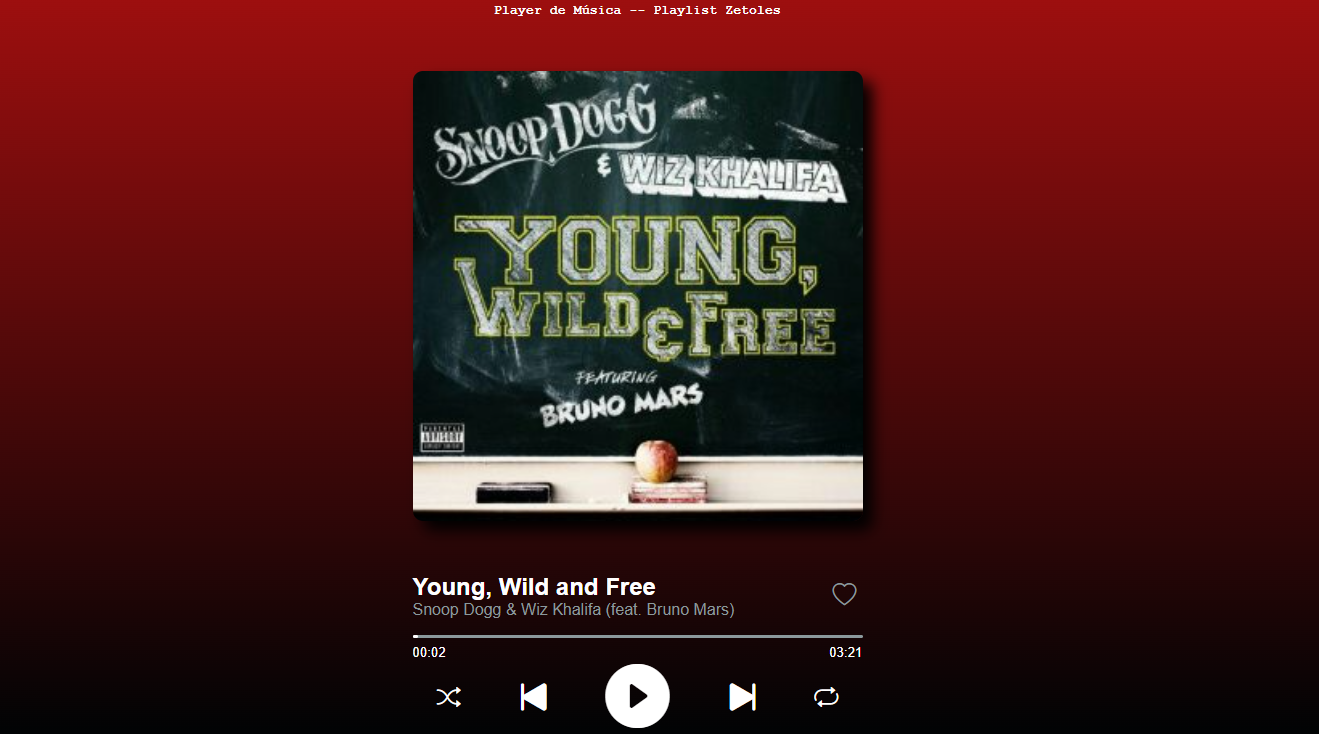 Player de Música -- Playlist Zetoles
SNOOP DOGG
& WIZ KHALIFA
YOUNG,
WILD & FREE
FEATURING
BRUNO MARS
PARENTAL
ADVISORY
EXPLICIT CONTENT
Young, Wild and Free
Snoop Dogg & Wiz Khalifa (feat. Bruno Mars)
00:02 03:21